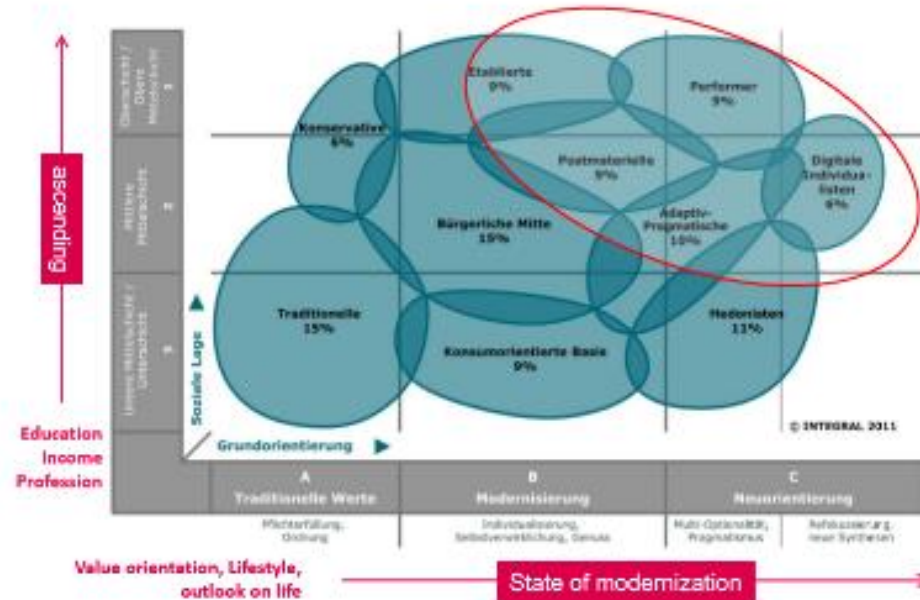 ascending
Oberschicht /
Obere
Mittelschicht
1
Mittlere
Mittelschicht
2
Untere Mittelschicht /
Unterschicht
3
Education
Income
Profession
Soziale Lage
Grundorientierung
Konservative
6%
Etablierte
9%
Performer
9%
Postmaterielle
9%
Digitale
Individua-
listen
6%
Bürgerliche Mitte
15%
Adaptiv-
Pragmatische
10%
Traditionelle
15%
Konsumorientierte Basis
9%
Hedonisten
11%
© INTEGRAL 2011
A
Traditionelle Werte
B
Modernisierung
C
Neuorientierung
Pflichterfüllung,
Ordnung
Individualisierung,
Selbstverwirklichung, Genuss
Multi-Optionalität,
Pragmatismus
Refokussierung,
neue Synthesen
Value orientation, Lifestyle,
outlook on life
State of modernization